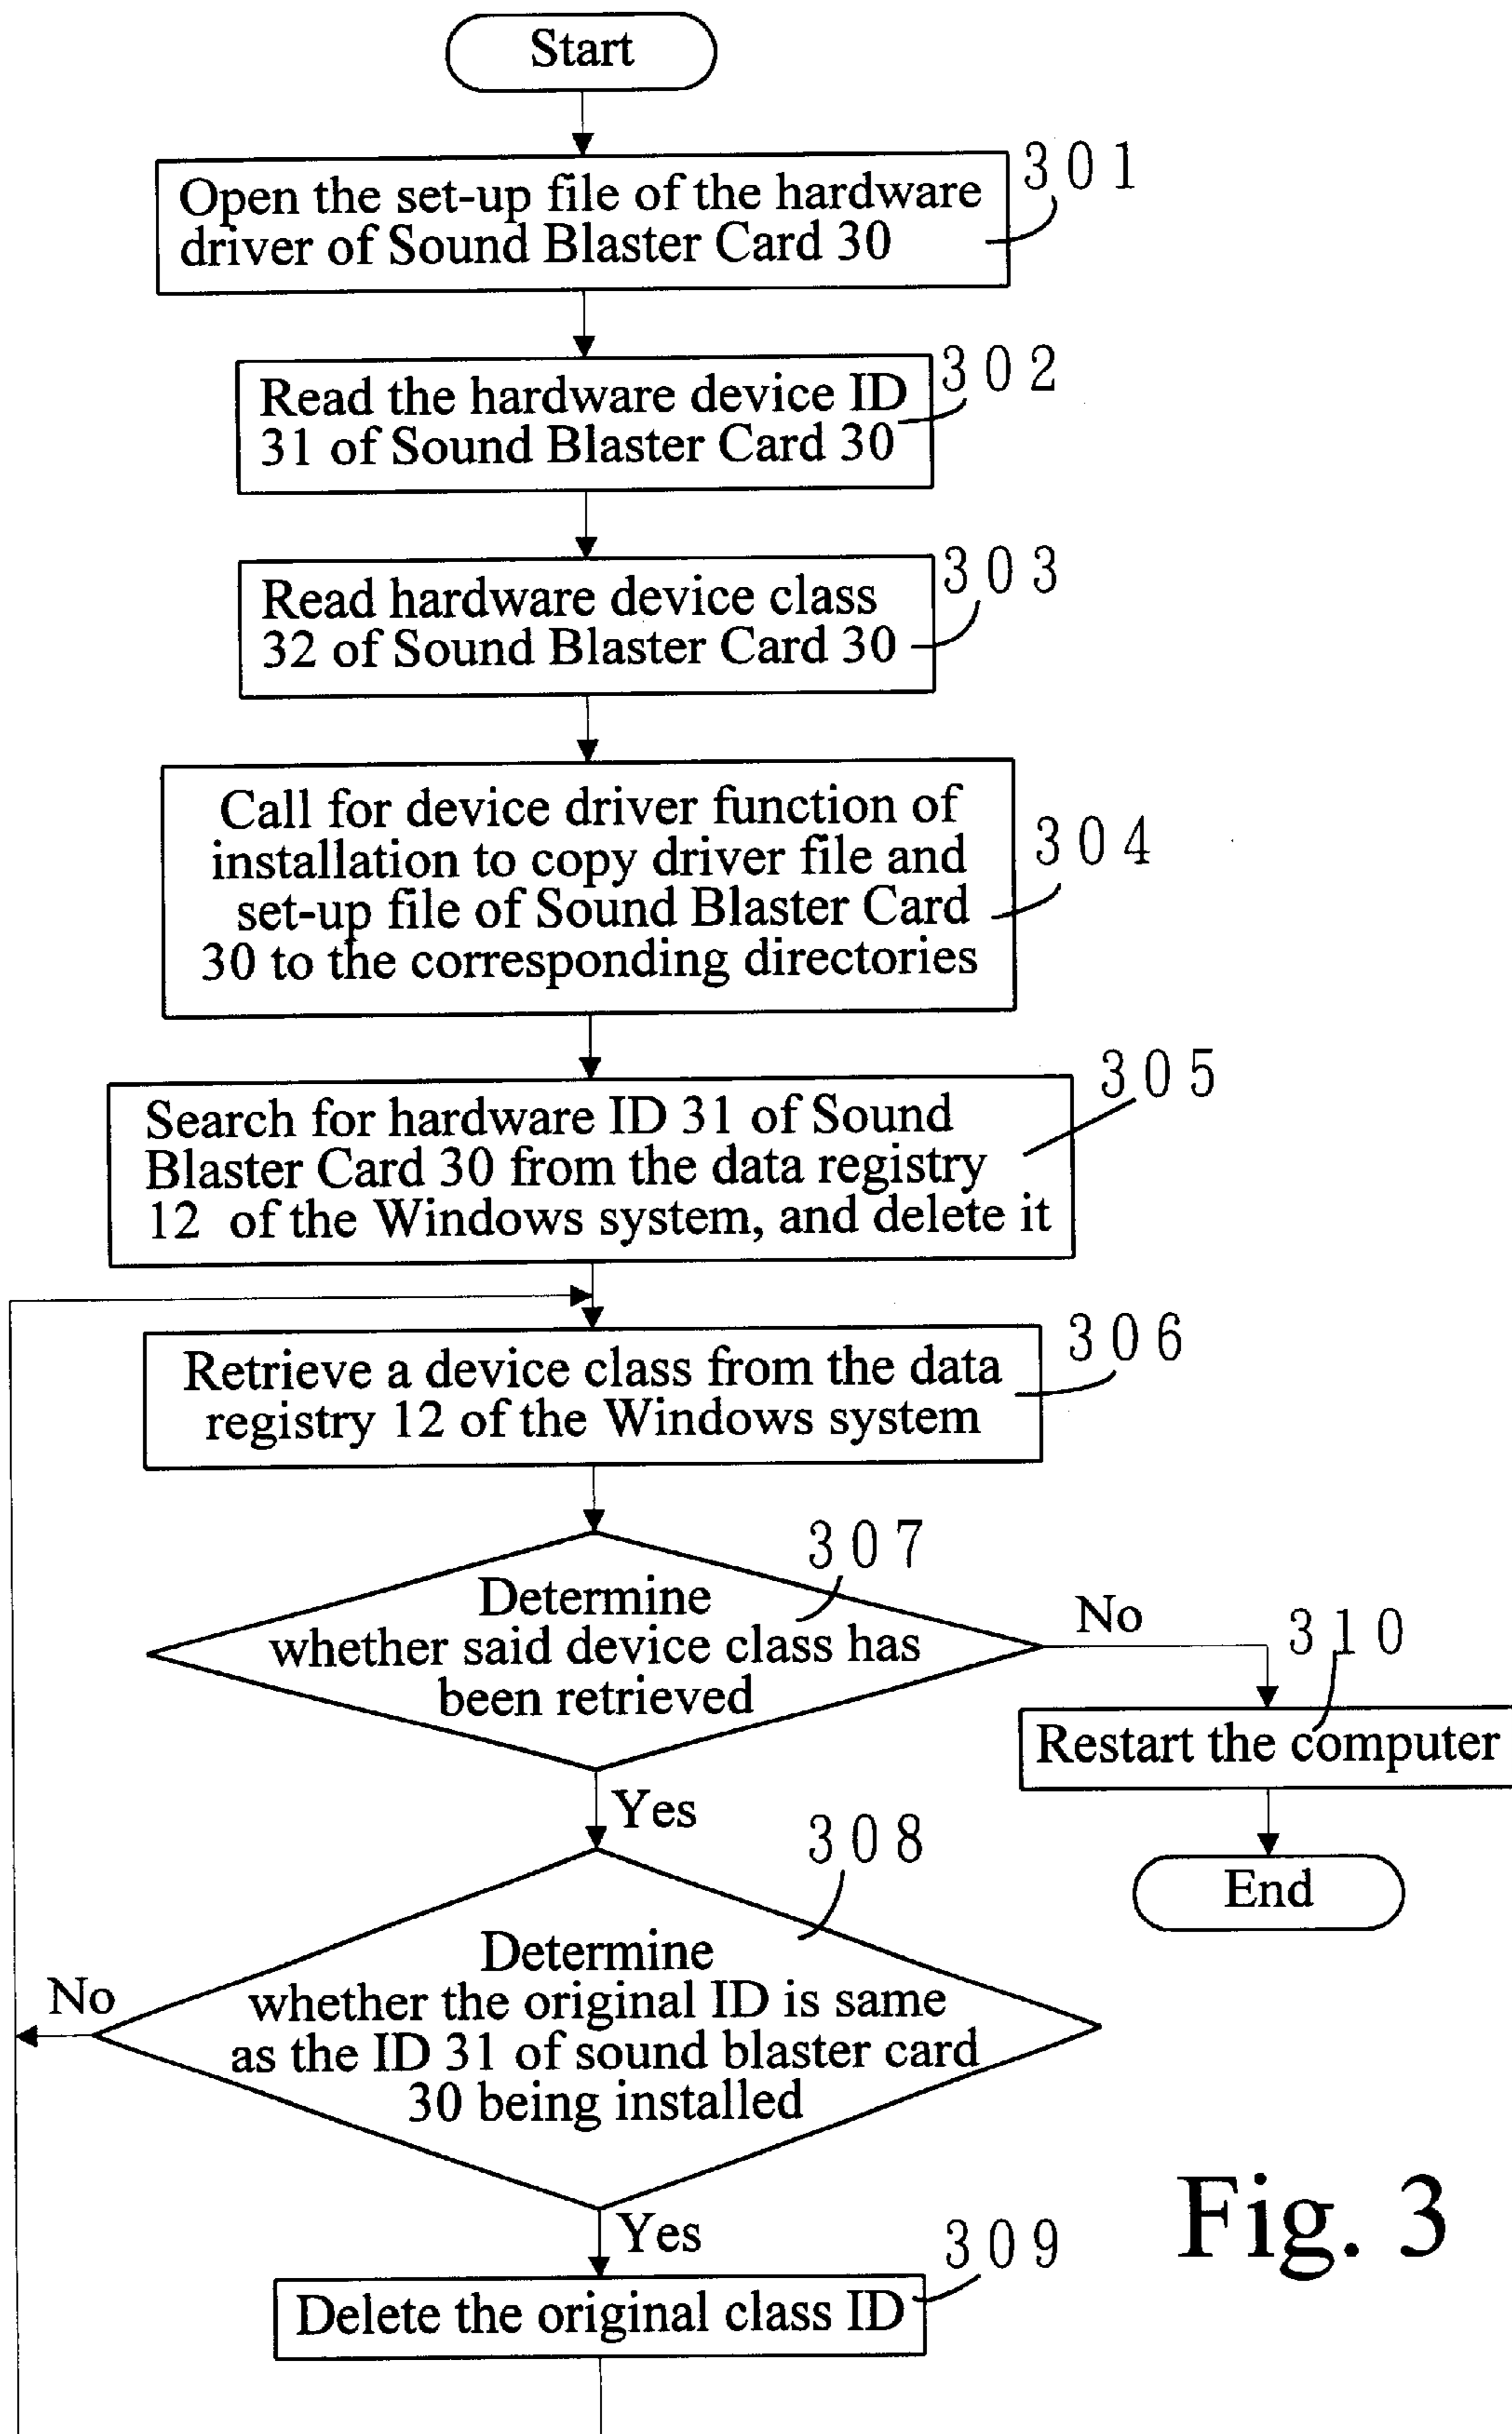 Start
301
Open the set-up file of the hardware
driver of Sound Blaster Card 30
302
Read the hardware device ID
31 of Sound Blaster Card 30
303
Read hardware device class
32 of Sound Blaster Card 30
Call for device driver function of
installation to copy driver file and
set-up file of Sound Blaster Card
30 to the corresponding directories
304
305
Search for hardware ID 31 of Sound
Blaster Card 30 from the data registry
12 of the Windows system, and delete it
306
Retrieve a device class from the data
registry 12 of the Windows system
307
Determine
whether said device class has
been retrieved
No
310
Restart the computer
End
Yes
308
Determine
whether the original ID is same
as the ID 31 of sound blaster card
30 being installed
No
Yes
309
Delete the original class ID
Fig. 3